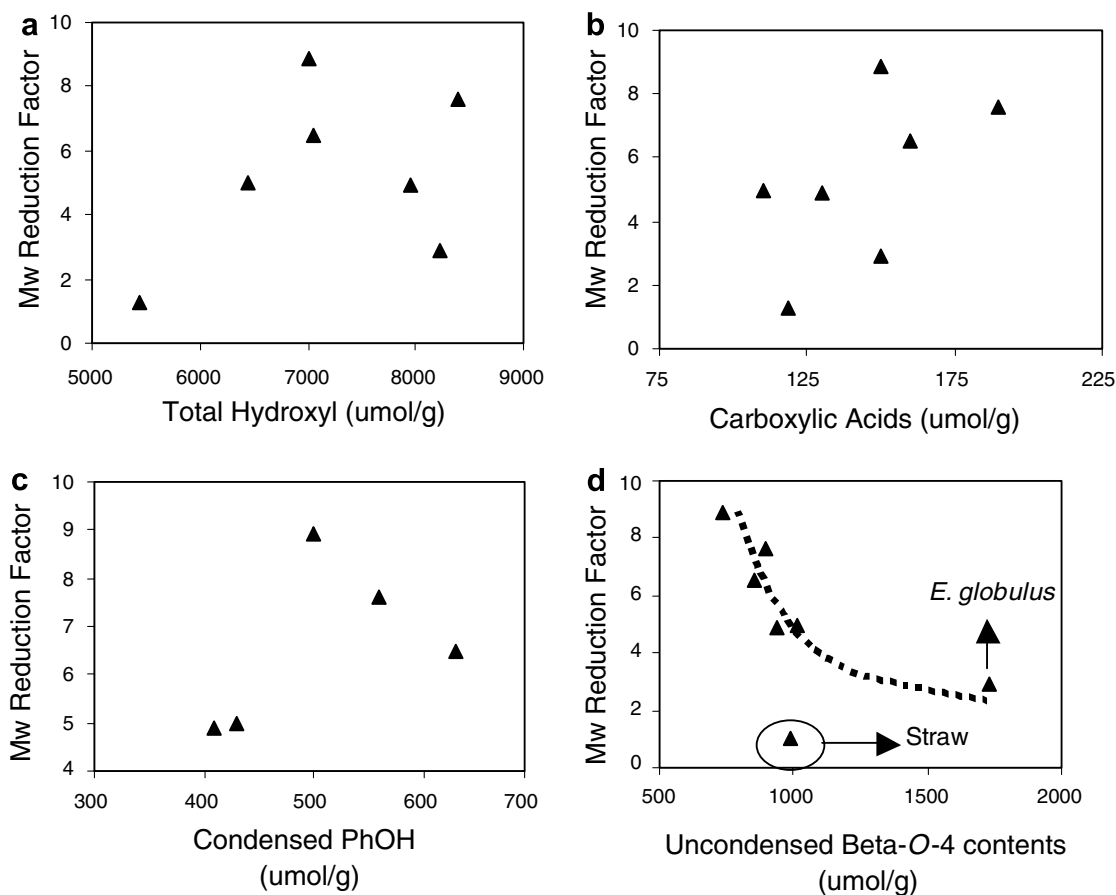 a
10
8
6
4
2
0
Mw Reduction Factor
5000 6000 7000 8000 9000
Total Hydroxyl (umol/g)
b
10
8
6
4
2
0
Mw Reduction Factor
75 125 175 225
Carboxylic Acids (umol/g)
c
10
9
8
7
6
5
4
Mw Reduction Factor
300 400 500 600 700
Condensed PhOH
(umol/g)
d
10
8
6
4
2
0
Mw Reduction Factor
E. globulus
Straw
500 1000 1500 2000
Uncondensed Beta-O-4 contents
(umol/g)